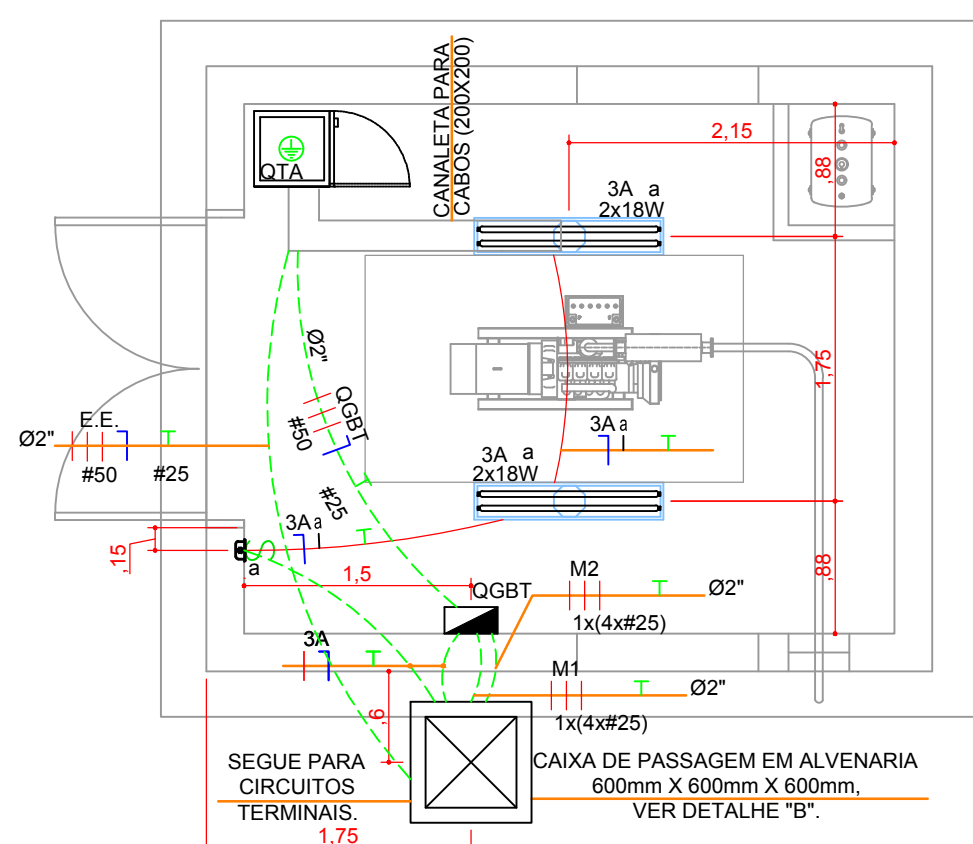 CANALETA PARA
CABOS (200X200)
2,15
,88
QTA
3A a
2x18W
Ø2"
QGBT
#50
#25
1,75
E.E.
Ø2"
#50 #25
3A a
3A a
2x18W
3A a
,15
a
1,5
,88
QGBT
M2
Ø2"
1x(4x#25)
3A
M1
Ø2"
1x(4x#25)
,6
SEGUE PARA
CIRCUITOS
TERMINAIS.
CAIXA DE PASSAGEM EM ALVENARIA
600mm X 600mm X 600mm,
VER DETALHE "B".
1,75